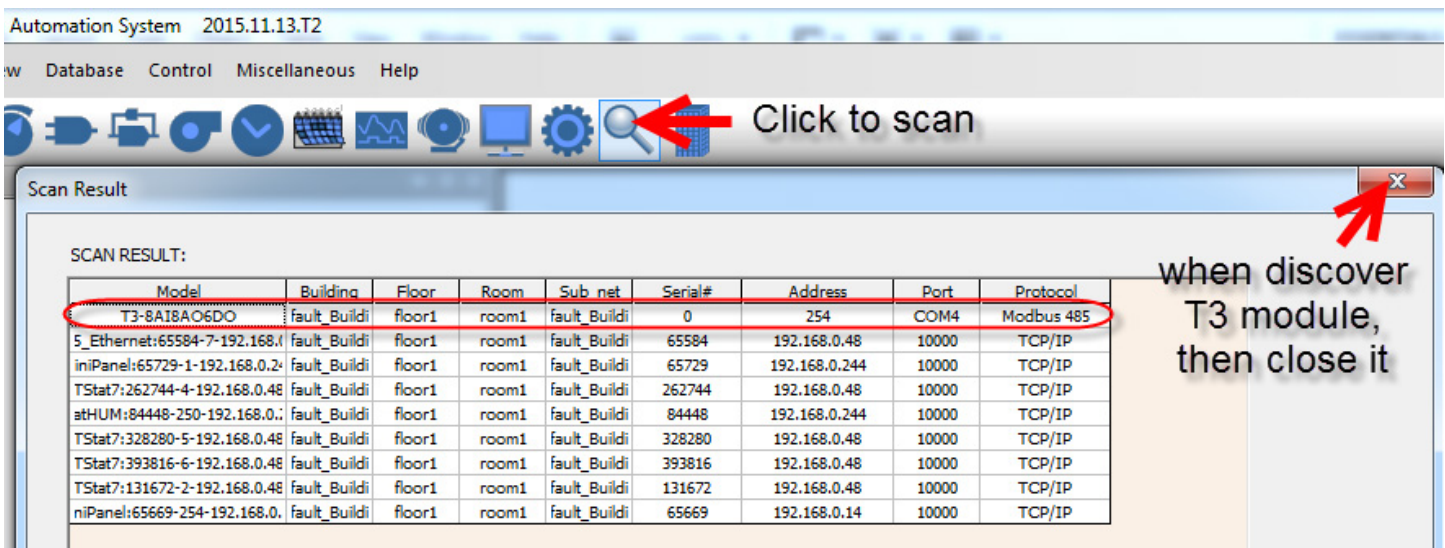 Automation System 2015.11.13.T2
ew Database Control Miscellaneous Help
Click to scan
Scan Result
SCAN RESULT:
when discover
T3 module,
then close it
Model Building Floor Room Sub_net Serial# Address Port Protocol
T3-8AI8AO6DO fault_Buildi floor1 room1 fault_Buildi 0 254 COM4 Modbus 485
5_Ethernet:65584-7-192.168.( fault_Buildi floor1 room1 fault_Buildi 65584 192.168.0.48 10000 TCP/IP
iniPanel:65729-1-192.168.0.24 fault_Buildi floor1 room1 fault_Buildi 65729 192.168.0.244 10000 TCP/IP
TStat7:262744-4-192.168.0.48 fault_Buildi floor1 room1 fault_Buildi 262744 192.168.0.48 10000 TCP/IP
atHUM:84448-250-192.168.0.: fault_Buildi floor1 room1 fault_Buildi 84448 192.168.0.244 10000 TCP/IP
TStat7:328280-5-192.168.0.48 fault_Buildi floor1 room1 fault_Buildi 328280 192.168.0.48 10000 TCP/IP
TStat7:393816-6-192.168.0.48 fault_Buildi floor1 room1 fault_Buildi 393816 192.168.0.48 10000 TCP/IP
TStat7:131672-2-192.168.0.48 fault_Buildi floor1 room1 fault_Buildi 131672 192.168.0.48 10000 TCP/IP
niPanel:65669-254-192.168.0. fault_Buildi floor1 room1 fault_Buildi 65669 192.168.0.14 10000 TCP/IP